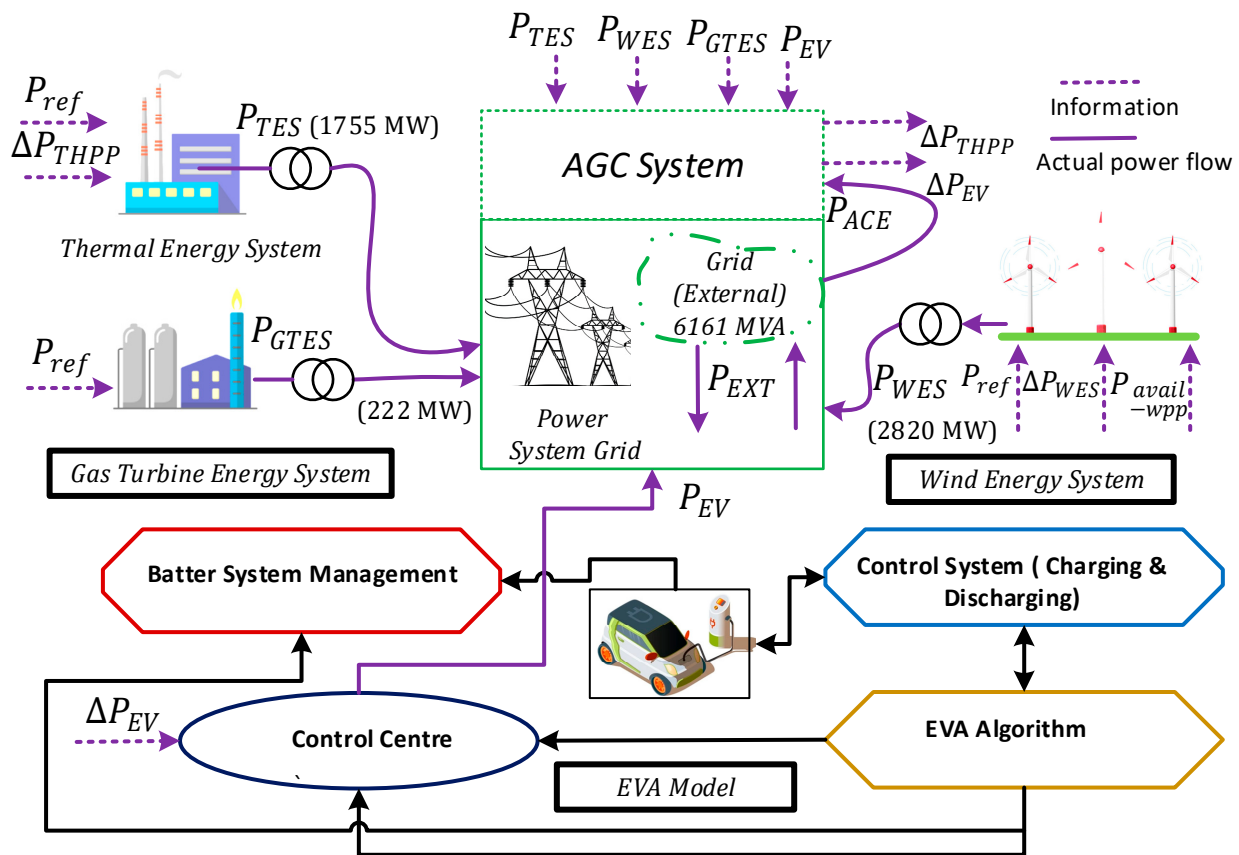 P_TES P_WES P_GTES P_EV
P_ref
ΔP_THPP
P_TES (1755 MW)
Thermal Energy System
AGC System
ΔP_THPP
ΔP_EV
P_ACE
Information
Actual power flow
Grid
(External)
6161 MVA
P_EXT
Power
System Grid
P_ref
P_GTES
(222 MW)
Gas Turbine Energy System
P_WES
(2820 MW)
P_ref ΔP_WES P_avail
-wpp
Wind Energy System
P_EV
Batter System Management
Control System ( Charging &
Discharging)
ΔP_EV
Control Centre
`
EVA Algorithm
EVA Model